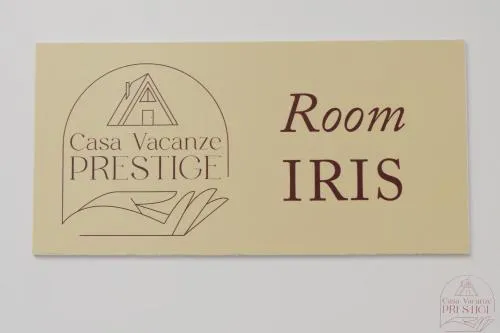 Casa Vacanze
PRESTIGE
Room
IRIS
Casa Vacanze
PRESTIGE